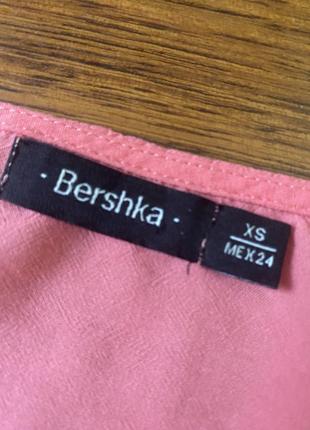 · Bershka ·
XS
MEX 24